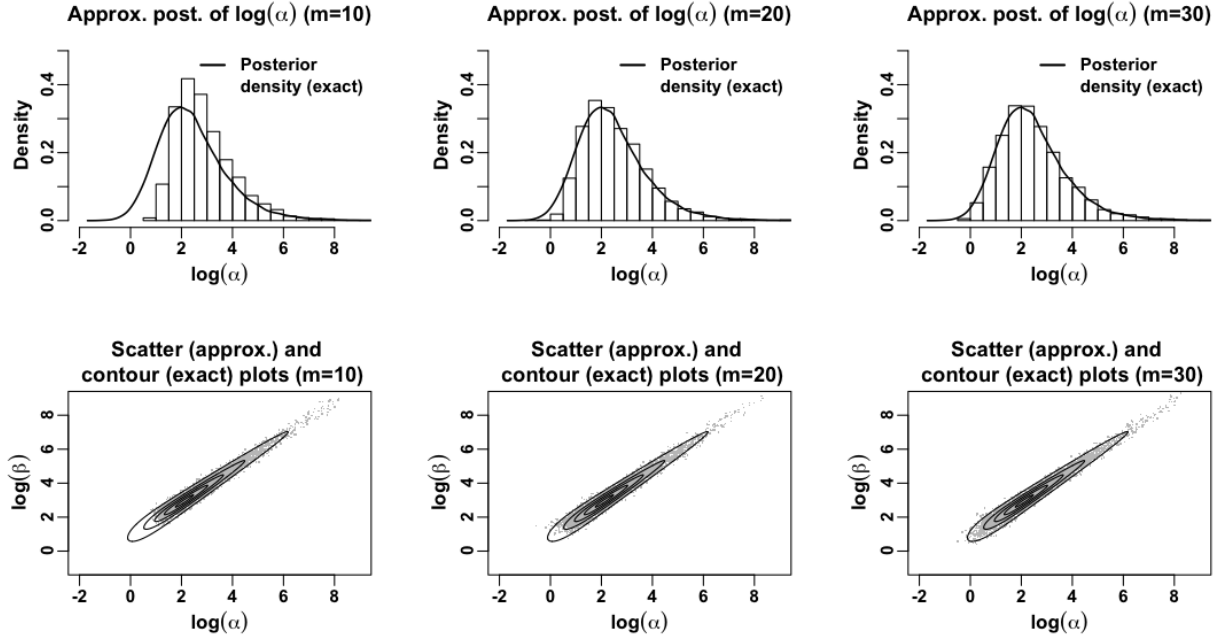 Approx. post. of log(α) (m=10)
Approx. post. of log(α) (m=20)
Approx. post. of log(α) (m=30)
Density
0.0 0.2 0.4
Posterior
density (exact)
-2 0 2 4 6 8
log(α)
Density
0.0 0.2 0.4
Posterior
density (exact)
-2 0 2 4 6 8
log(α)
Density
0.0 0.2 0.4
Posterior
density (exact)
-2 0 2 4 6 8
log(α)
Scatter (approx.) and
contour (exact) plots (m=10)
log(β)
0 2 4 6 8
-2 0 2 4 6 8
log(α)
Scatter (approx.) and
contour (exact) plots (m=20)
log(β)
0 2 4 6 8
-2 0 2 4 6 8
log(α)
Scatter (approx.) and
contour (exact) plots (m=30)
log(β)
0 2 4 6 8
-2 0 2 4 6 8
log(α)